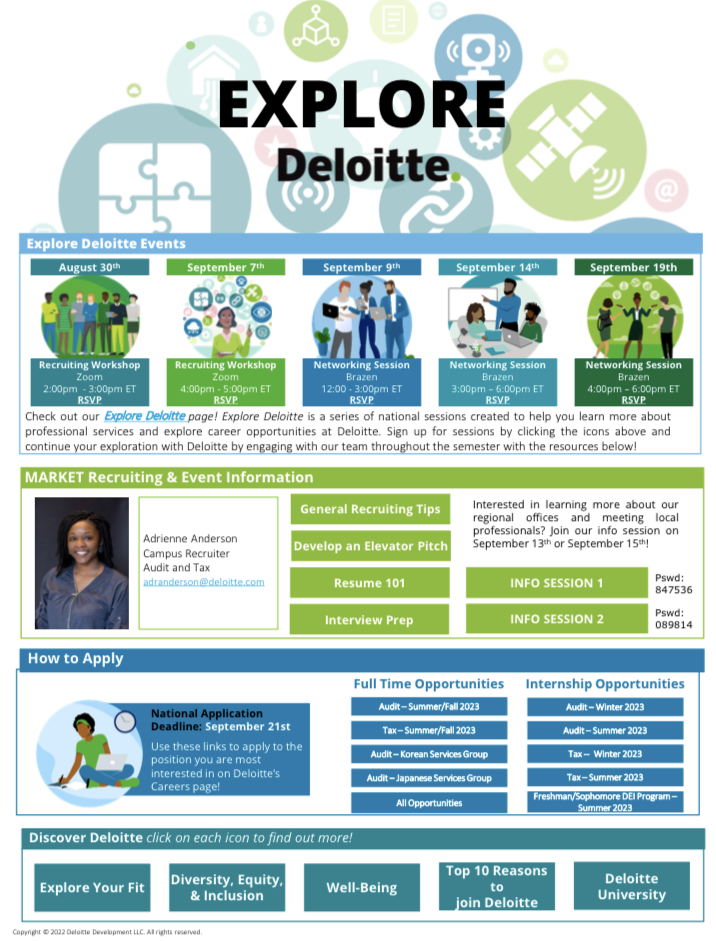 EXPLORE
Deloitte.
Explore Deloitte Events
August 30th
Recruiting Workshop
Zoom
2:00pm - 3:00pm ET
RSVP
September 7th
Recruiting Workshop
Zoom
4:00pm - 5:00pm ET
RSVP
September 9th
Networking Session
Brazen
12:00 - 3:00pm ET
RSVP
September 14th
Networking Session
Brazen
3:00pm – 6:00pm ET
RSVP
September 19th
Networking Session
Brazen
4:00pm – 6:00pm ET
RSVP
Check out our Explore Deloitte page! Explore Deloitte is a series of national sessions created to help you learn more about
professional services and explore career opportunities at Deloitte. Sign up for sessions by clicking the icons above and
continue your exploration with Deloitte by engaging with our team throughout the semester with the resources below!
MARKET Recruiting & Event Information
Adrienne Anderson
Campus Recruiter
Audit and Tax
adranderson@deloitte.com
General Recruiting Tips
Develop an Elevator Pitch
Resume 101
Interview Prep
Interested in learning more about our
regional offices and meeting local
professionals? Join our info session on
September 13th or September 15th!
INFO SESSION 1
Pswd:
847536
INFO SESSION 2
Pswd:
089814
How to Apply
National Application
Deadline: September 21st
Use these links to apply to the
position you are most
interested in on Deloitte's
Careers page!
Full Time Opportunities
Audit – Summer/Fall 2023
Tax – Summer/Fall 2023
Audit – Korean Services Group
Audit – Japanese Services Group
All Opportunities
Internship Opportunities
Audit – Winter 2023
Audit – Summer 2023
Tax – Winter 2023
Tax – Summer 2023
Freshman/Sophomore DEI Program –
Summer 2023
Discover Deloitte click on each icon to find out more!
Explore Your Fit
Diversity, Equity,
& Inclusion
Well-Being
Top 10 Reasons
to
join Deloitte
Deloitte
University
Copyright © 2022 Deloitte Development LLC. All rights reserved.